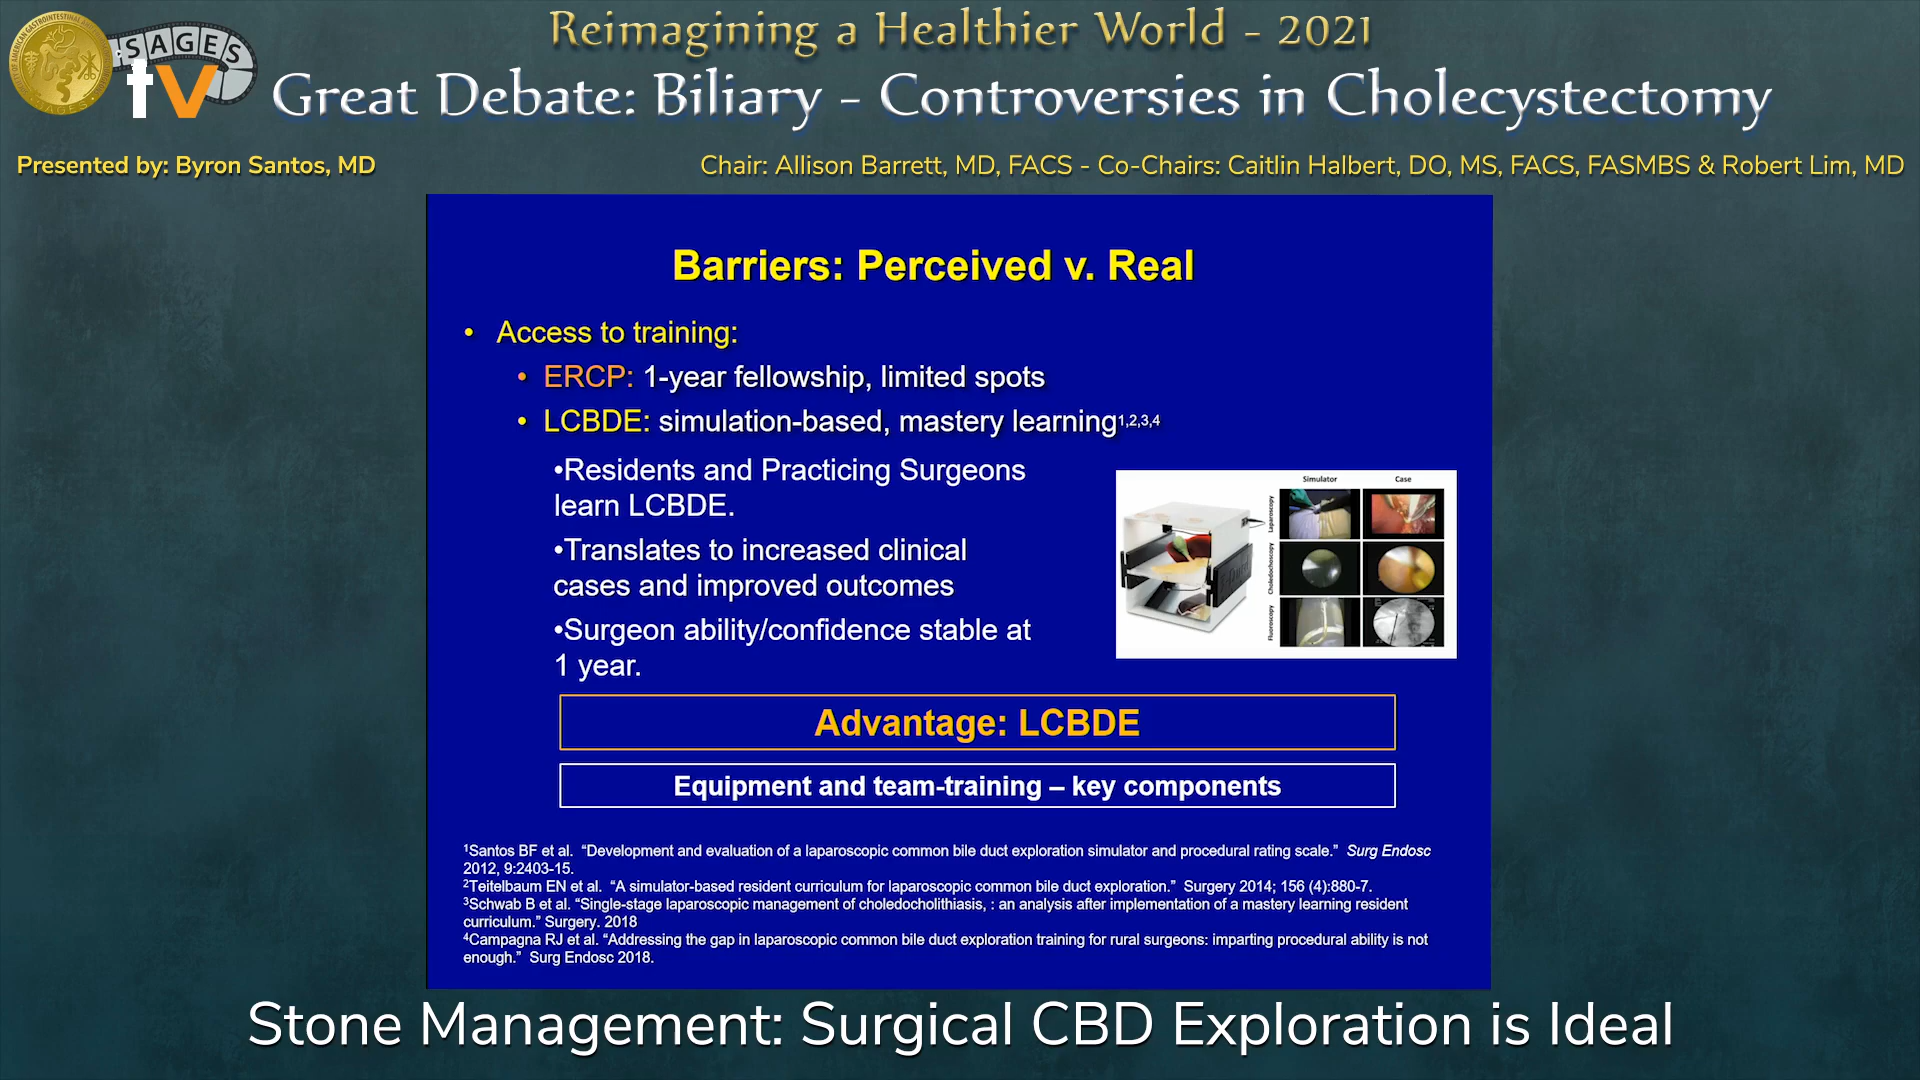 Reimagining a Healthier World - 2021
SAGES
tv
Great Debate: Biliary - Controversies in Cholecystectomy
Presented by: Byron Santos, MD
Chair: Allison Barrett, MD, FACS - Co-Chairs: Caitlin Halbert, DO, MS, FACS, FASMBS & Robert Lim, MD
Barriers: Perceived v. Real
• Access to training:
• ERCP: 1-year fellowship, limited spots
• LCBDE: simulation-based, mastery learning1,2,3,4
•Residents and Practicing Surgeons
learn LCBDE.
•Translates to increased clinical
cases and improved outcomes
•Surgeon ability/confidence stable at
1 year.
Simulator Case
Laparoscopy
Choledochoscopy
Fluoroscopy
Advantage: LCBDE
Equipment and team-training – key components
1Santos BF et al. “Development and evaluation of a laparoscopic common bile duct exploration simulator and procedural rating scale.” Surg Endosc
2012, 9:2403-15.
2Teitelbaum EN et al. “A simulator-based resident curriculum for laparoscopic common bile duct exploration.” Surgery 2014; 156 (4):880-7.
3Schwab B et al. “Single-stage laparoscopic management of choledocholithiasis, : an analysis after implementation of a mastery learning resident
curriculum.” Surgery. 2018
4Campagna RJ et al. “Addressing the gap in laparoscopic common bile duct exploration training for rural surgeons: imparting procedural ability is not
enough.” Surg Endosc 2018.
Stone Management: Surgical CBD Exploration is Ideal